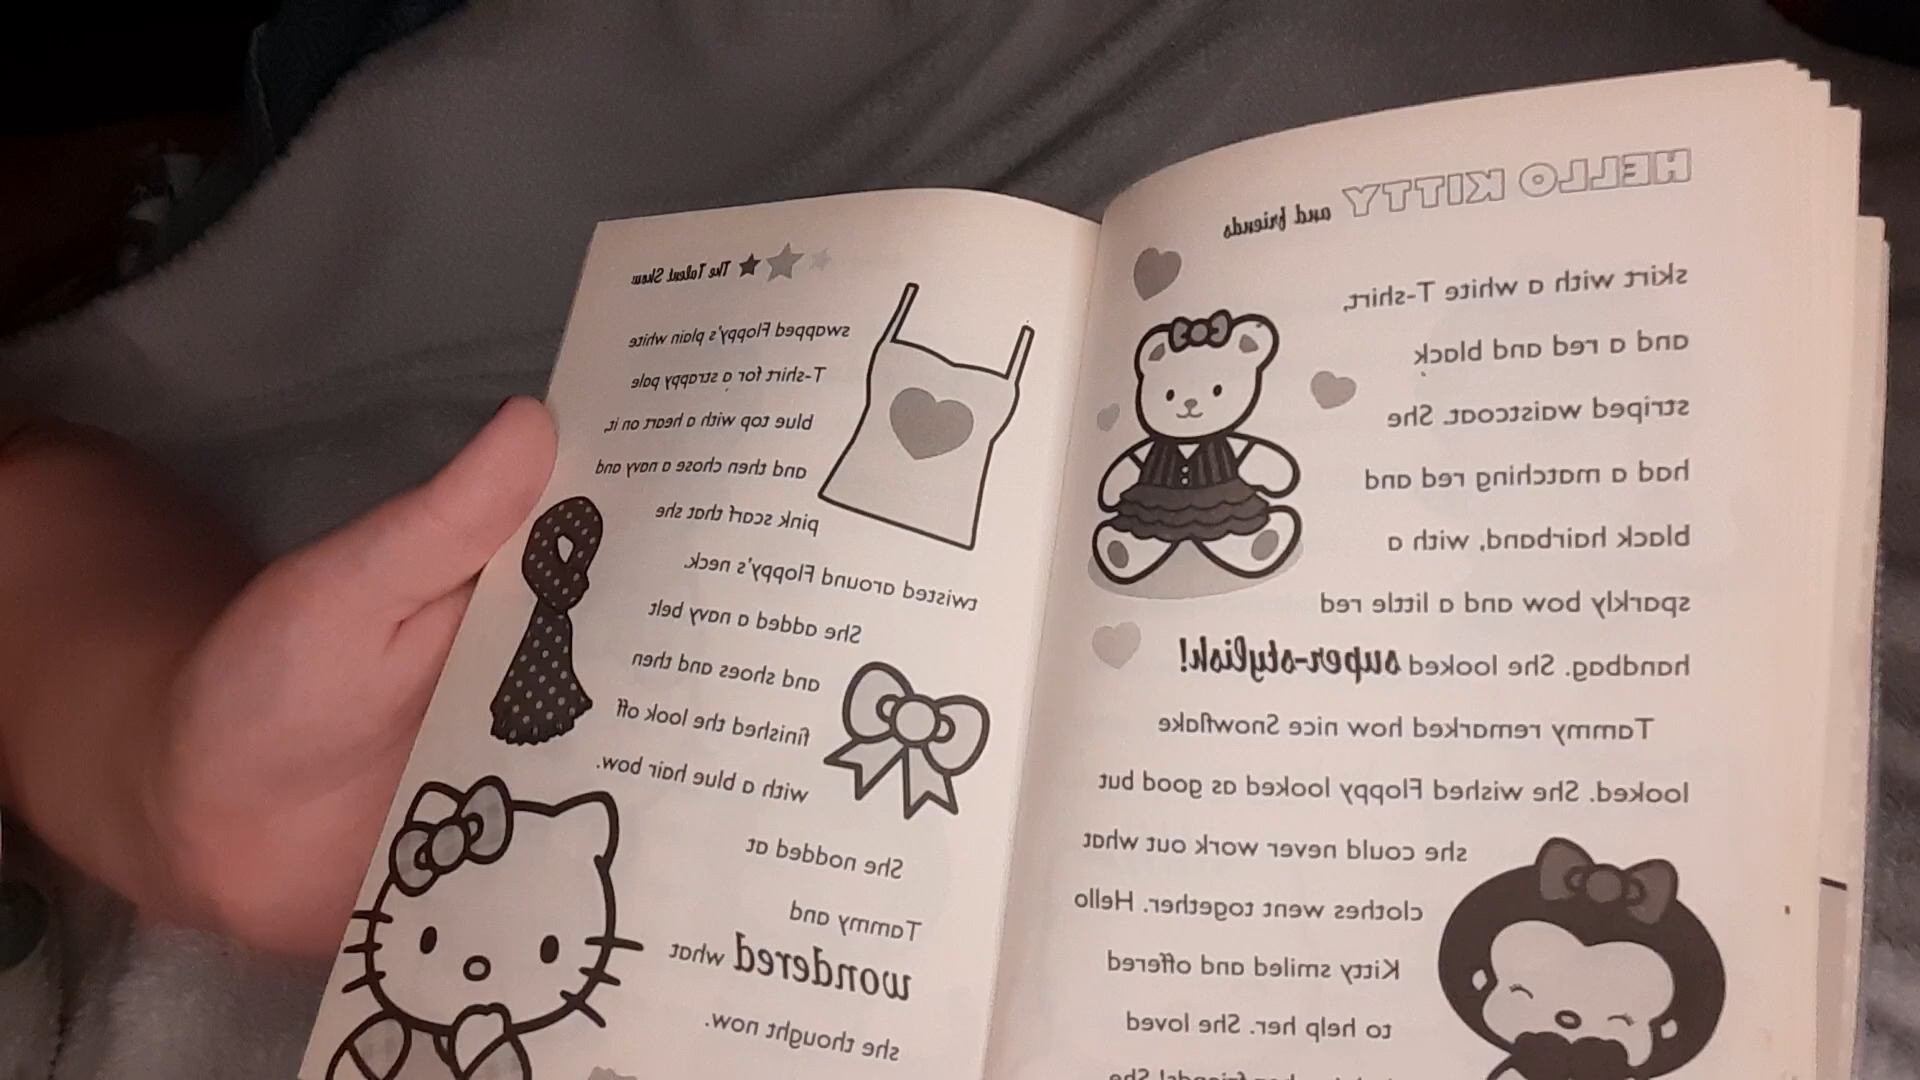 HELLO KITTY and friends
skirt with a white T-shirt,
and a red and black
striped waistcoat. She
had a matching red and
black hairband, with a
sparkly bow and a little red
handbag. She looked super-stylish!
Tammy remarked how nice Snowflake
looked. She wished Floppy looked as good but
she could never work out what
clothes went together. Hello
Kitty smiled and offered
to help her. She loved
She
The Talent Show
swapped Floppy's plain white
T-shirt for a strappy pale
blue top with a heart on it,
and then chose a navy and
pink scarf that she
twisted around Floppy's neck.
She added a navy belt
and shoes and then
finished the look off
with a blue hair bow.
She nodded at
Tammy and
wondered what
she thought now.